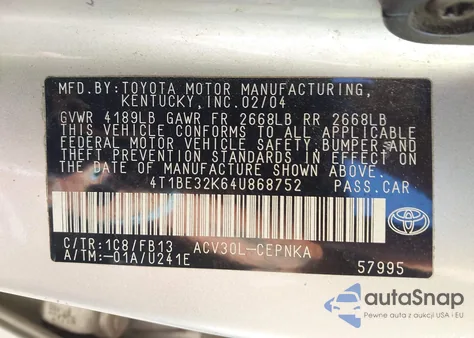 MFD.BY:TOYOTA MOTOR MANUFACTURING,
KENTUCKY,INC.02/04
GVWR 4189LB GAWR FR 2668LB RR 2668LB
THIS VEHICLE CONFORMS TO ALL APPLICABLE
FEDERAL MOTOR VEHICLE SAFETY,BUMPER,AND
THEFT PREVENTION STANDARDS IN EFFECT ON
THE DATE OF MANUFACTURE SHOWN ABOVE.
4T1BE32K64U868752 PASS.CAR
C/TR:1C8/FB13 ACV30L-CEPNKA
A/TM:-01A/U241E
57995
TOYOTA
autoSnap
Pewne auta z aukcji USA i EU